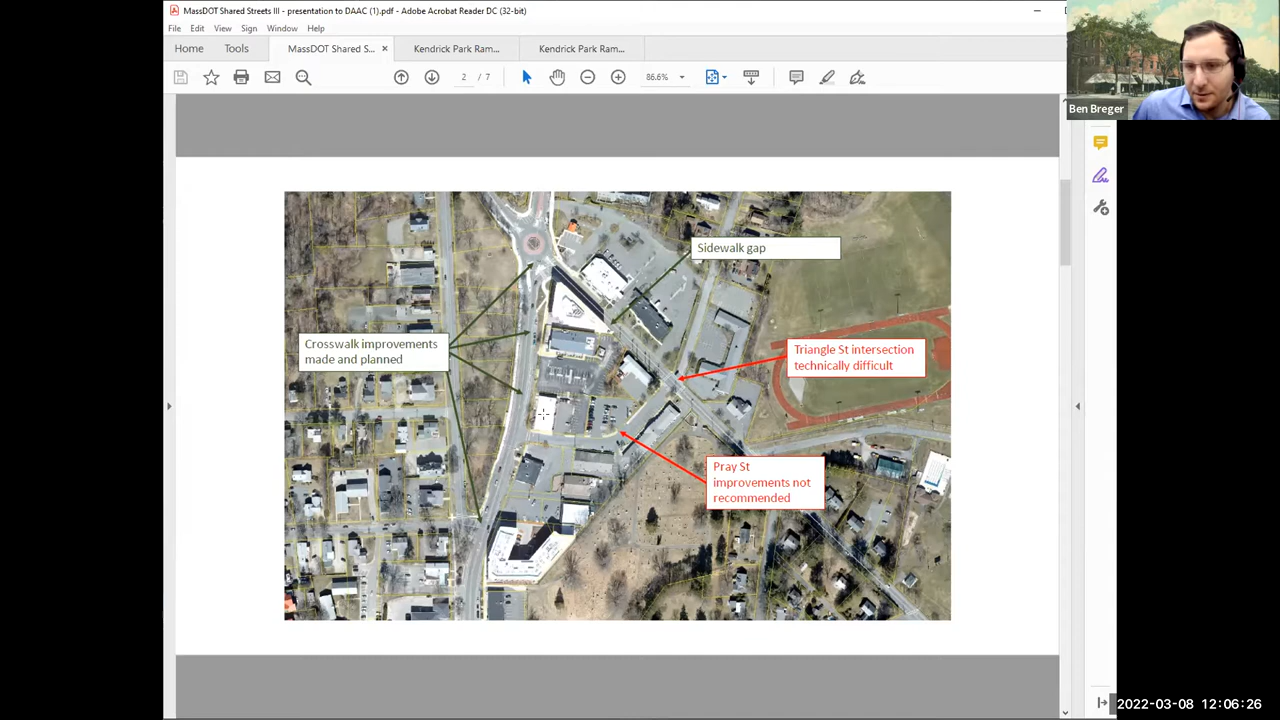 MassDOT Shared Streets III - presentation to DAAC (1).pdf - Adobe Acrobat Reader DC (32-bit)
File Edit View Sign Window Help
Home Tools MassDOT Shared S... × Kendrick Park Ram... Kendrick Park Ram...
2 / 7 86.6%
Ben Breger
Sidewalk gap
Crosswalk improvements
made and planned
Triangle St intersection
technically difficult
Pray St
improvements not
recommended
2022-03-08 12:06:26